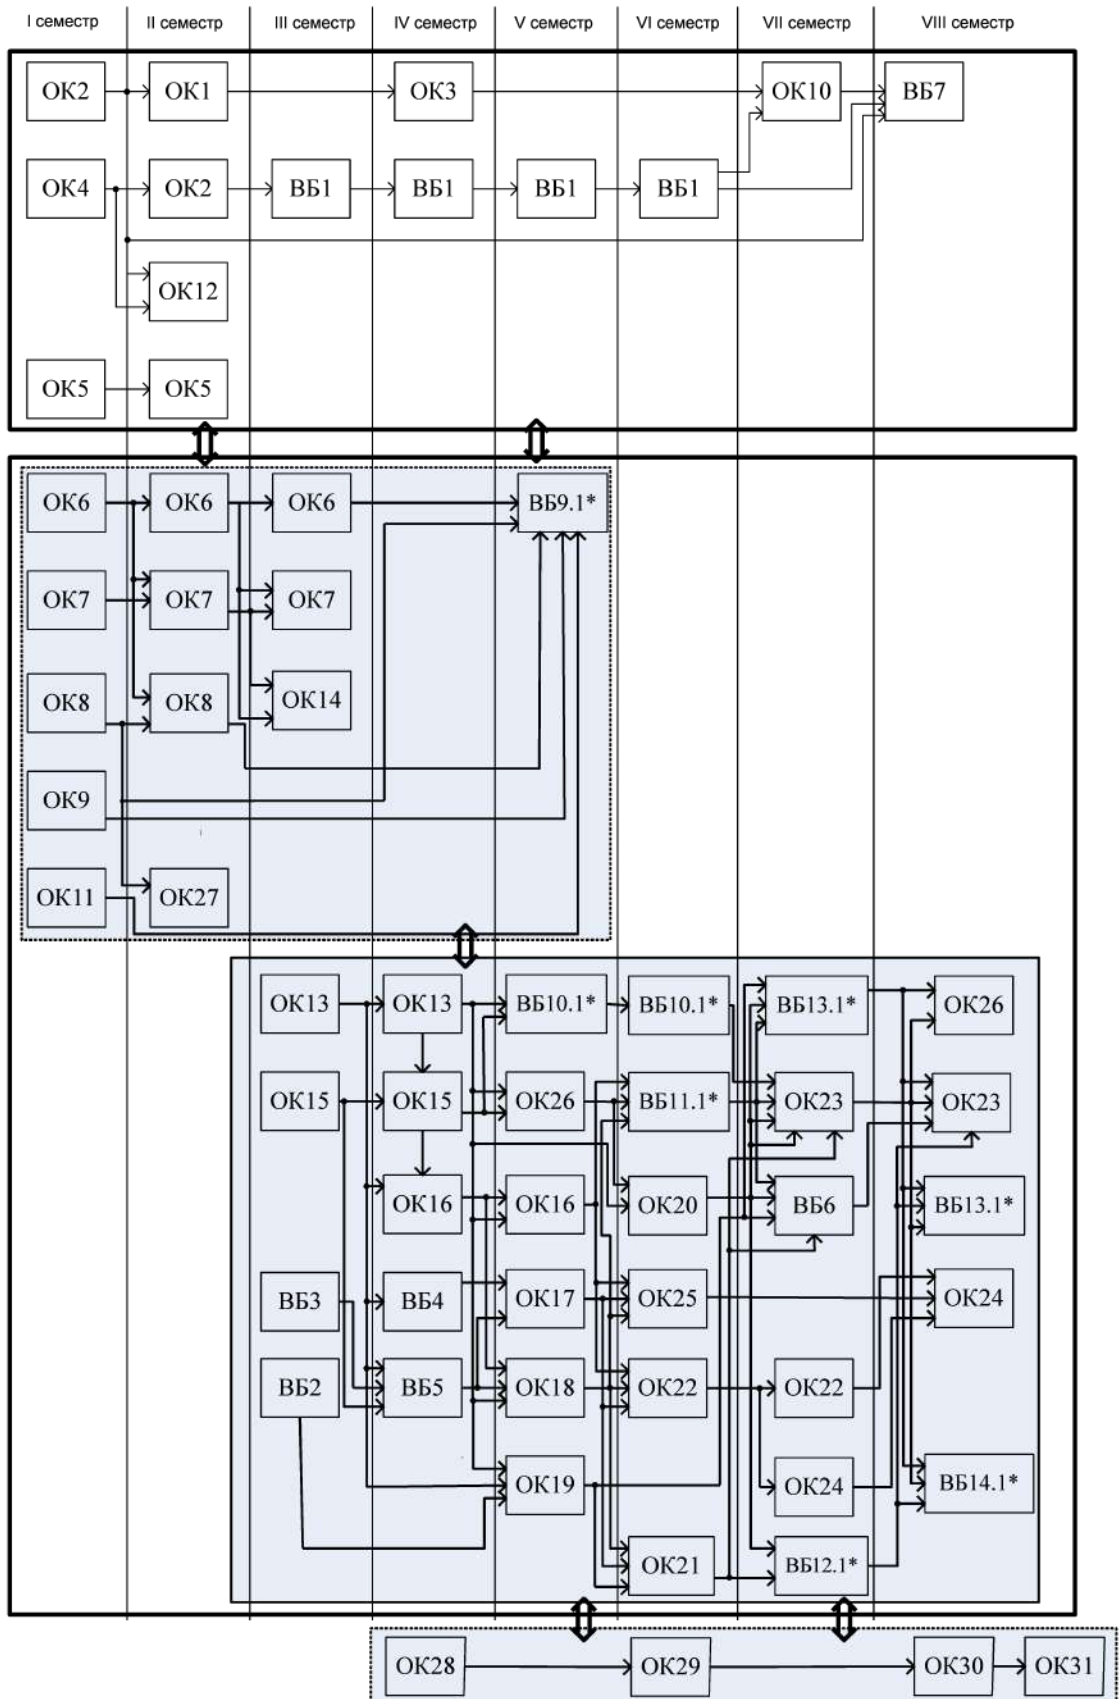 I семестр II семестр III семестр IV семестр V семестр VI семестр VII семестр VIII семестр
ОК2 ОК1 ОК3 ОК10 ВБ7
ОК4 ОК2 ВБ1 ВБ1 ВБ1 ВБ1
ОК12
ОК5 ОК5
ОК6 ОК6 ОК6 ВБ9.1*
ОК7 ОК7 ОК7
ОК8 ОК8 ОК14
ОК9
ОК11 ОК27
ОК13 ОК13 ВБ10.1* ВБ10.1* ВБ13.1* ОК26
ОК15 ОК15 ОК26 ВБ11.1* ОК23 ОК23
ОК16 ОК16 ОК20 ВБ6 ВБ13.1*
ВБ3 ВБ4 ОК17 ОК25 ОК24
ВБ2 ВБ5 ОК18 ОК22 ОК22
ОК19 ОК24 ВБ14.1*
ОК21 ВБ12.1*
ОК28 ОК29 ОК30 ОК31